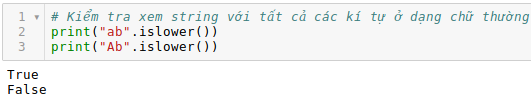 1 # Kiểm tra xem string với tất cả các kí tự ở dạng chữ thường
2 print("ab".islower())
3 print("Ab".islower())
True
False